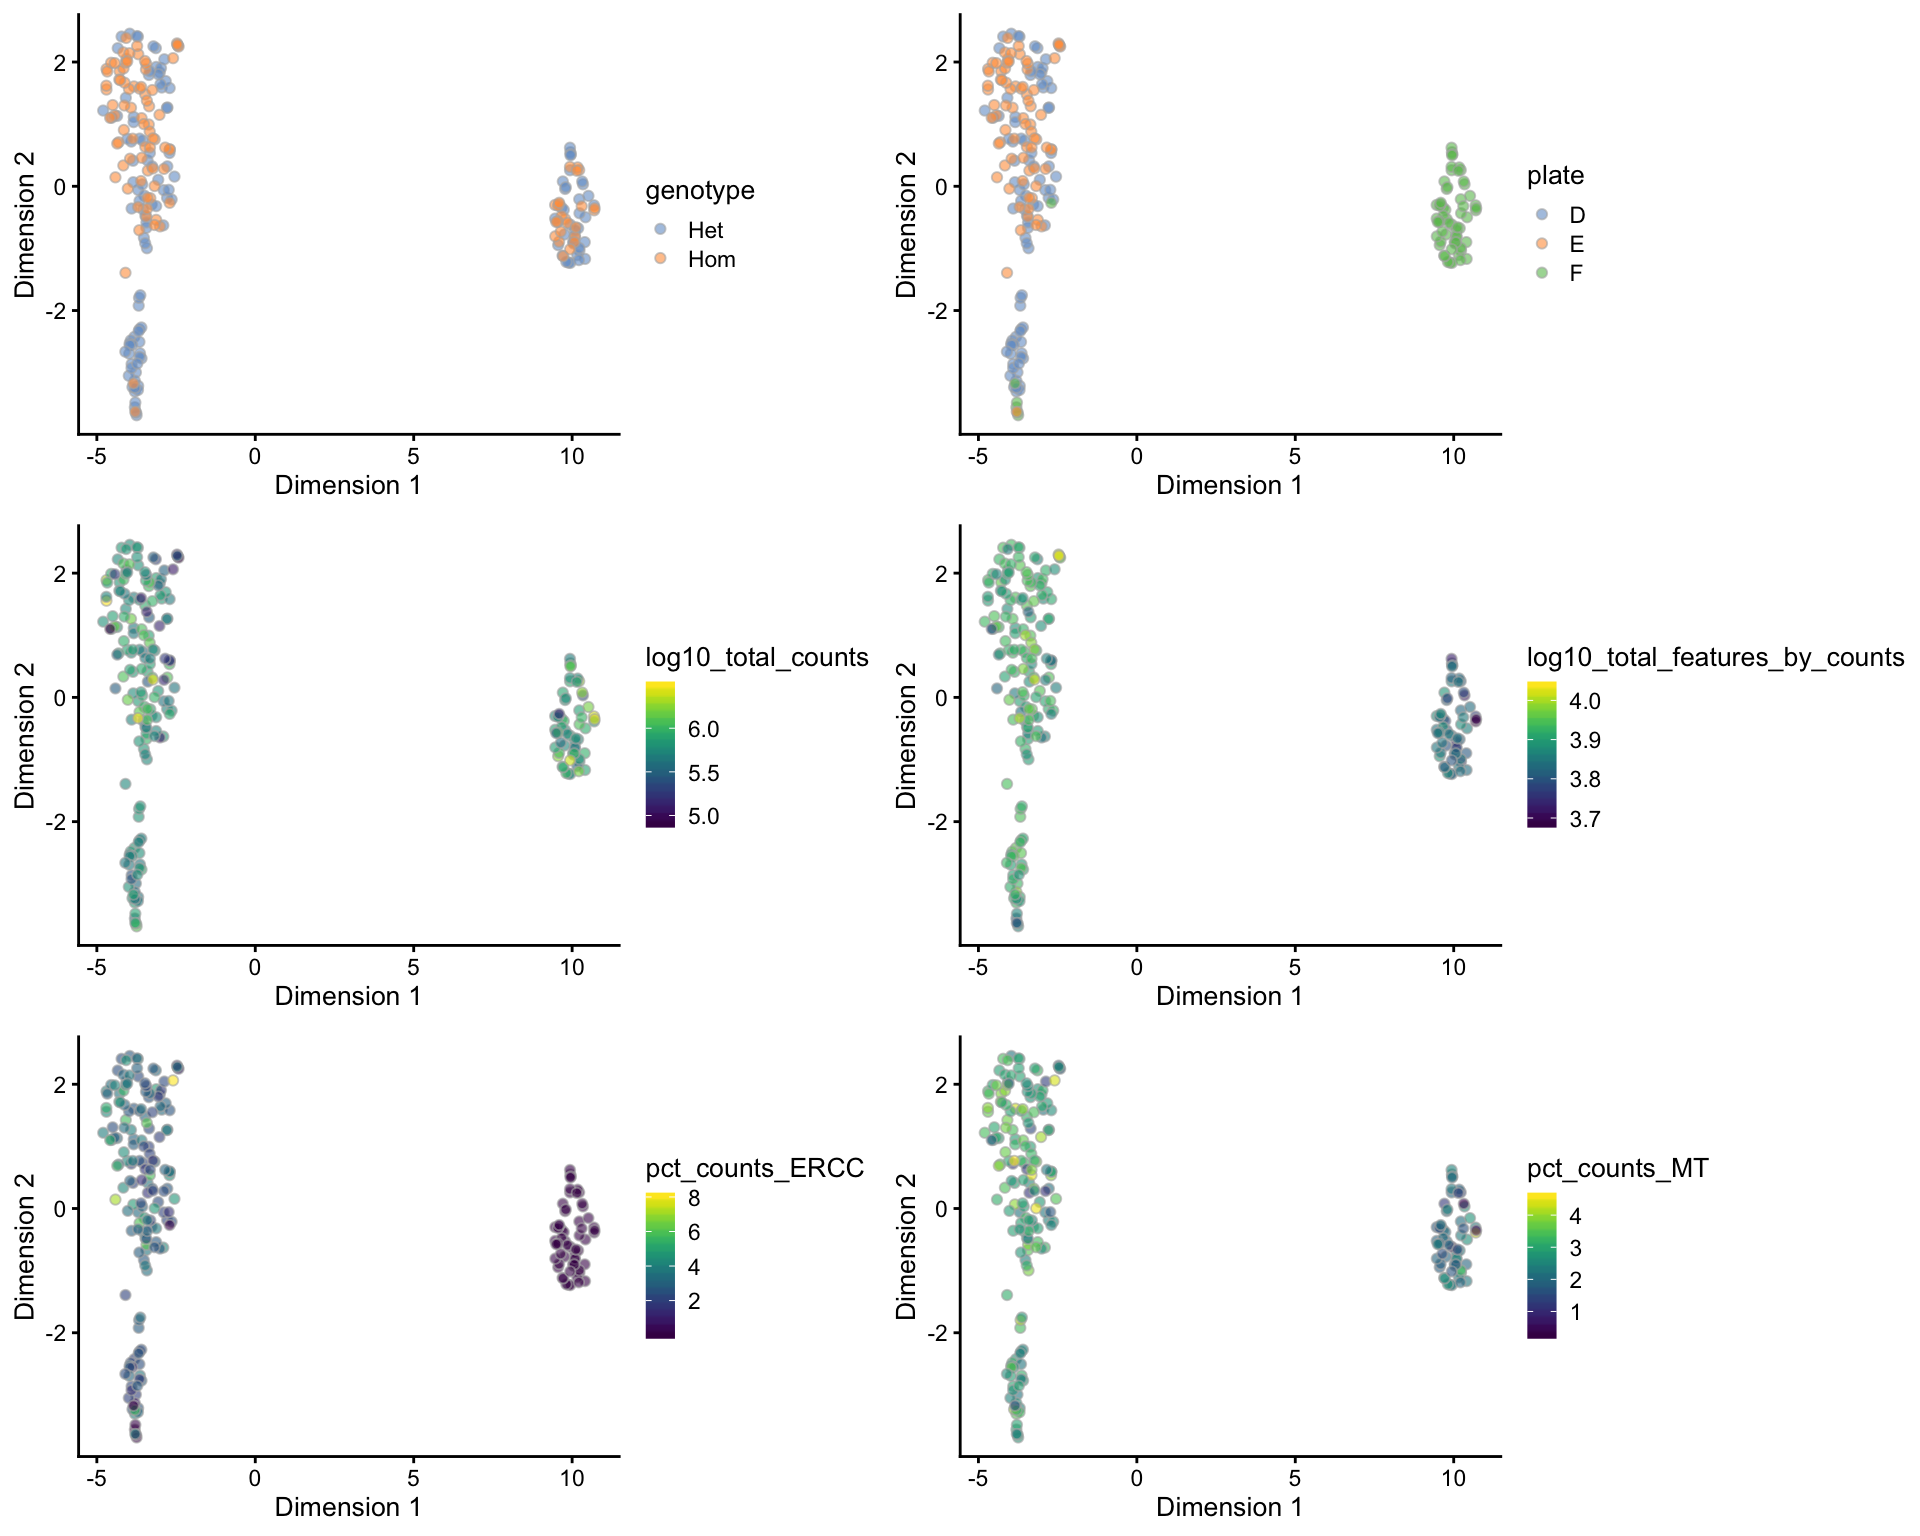 2
0
-2
-5
0
5
10
Dimension 1
Dimension 2
genotype
Het
Hom
2
0
-2
-5
0
5
10
Dimension 1
Dimension 2
plate
D
E
F
2
0
-2
-5
0
5
10
Dimension 1
Dimension 2
log10_total_counts
6.0
5.5
5.0
2
0
-2
-5
0
5
10
Dimension 1
Dimension 2
log10_total_features_by_counts
4.0
3.9
3.8
3.7
2
0
-2
-5
0
5
10
Dimension 1
Dimension 2
pct_counts_ERCC
8
6
4
2
2
0
-2
-5
0
5
10
Dimension 1
Dimension 2
pct_counts_MT
4
3
2
1